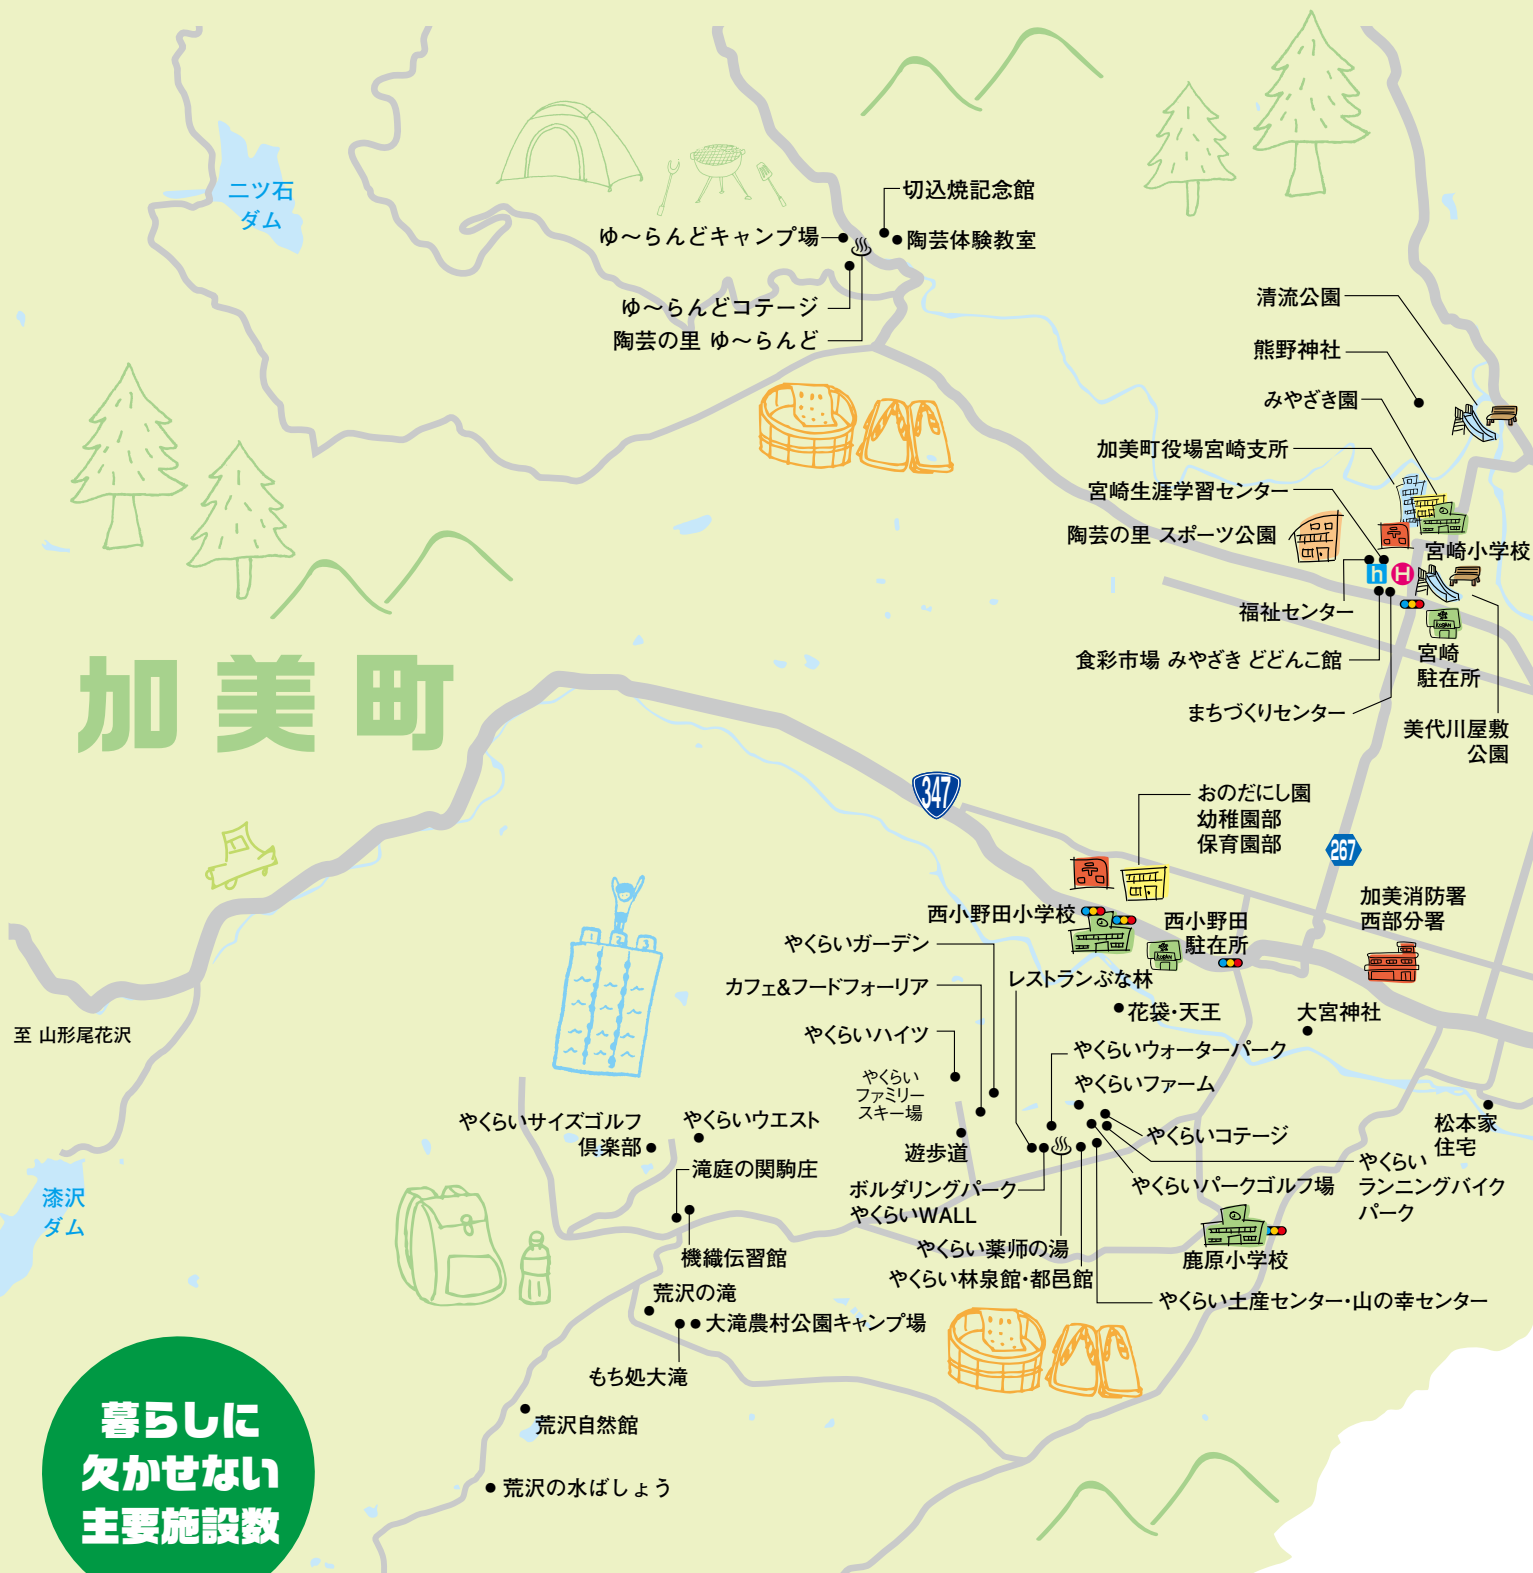 二ツ石
ダム
切込焼記念館
ゆ〜らんどキャンプ場
陶芸体験教室
ゆ〜らんどコテージ
陶芸の里 ゆ〜らんど
清流公園
熊野神社
みやざき園
加美町役場宮崎支所
宮崎生涯学習センター
陶芸の里 スポーツ公園
宮崎小学校
h
H
福祉センター
KOBAN
食彩市場 みやざき どどんこ館
宮崎
駐在所
まちづくりセンター
美代川屋敷
公園
加美町
347
おのだにし園
幼稚園部
保育園部
267
加美消防署
西部分署
西小野田小学校
西小野田
駐在所
KOBAN
1
2
3
やくらいガーデン
カフェ&フードフォーリア
レストランぶな林
花袋・天王
大宮神社
至 山形尾花沢
やくらいハイツ
やくらいウォーターパーク
やくらい
ファミリー
スキー場
やくらいファーム
やくらいサイズゴルフ
倶楽部
やくらいウエスト
遊歩道
やくらいコテージ
松本家
住宅
滝庭の関駒庄
ボルダリングパーク
やくらいWALL
やくらいパークゴルフ場
やくらい
ランニングバイク
パーク
漆沢
ダム
機織伝習館
やくらい薬師の湯
やくらい林泉館・都邑館
鹿原小学校
荒沢の滝
やくらい土産センター・山の幸センター
大滝農村公園キャンプ場
もち処大滝
荒沢自然館
荒沢の水ばしょう
暮らしに
欠かせない
主要施設数